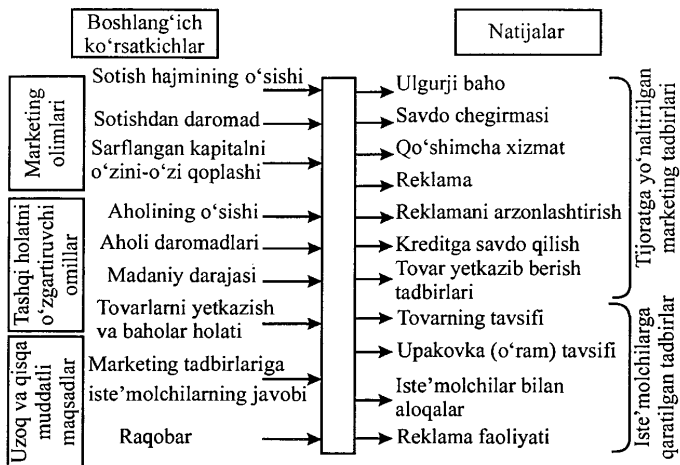 Boshlang‘ich
ko‘rsatkichlar
Natijalar
Marketing
olimlari
Sotish hajmining o‘sishi
Sotishdan daromad
Sarflangan kapitalni
o‘zini-o‘zi qoplashi
Tashqi holatni
o‘zgartiruvchi
omillar
Aholining o‘sishi
Aholi daromadlari
Madaniy darajasi
Tovarlarni yetkazish
va baholar holati
Uzoq va qisqa
muddatli
maqsadlar
Marketing tadbirlariga
iste’molchilarning javobi
Raqobar
Ulgurji baho
Savdo chegirmasi
Qo‘shimcha xizmat
Reklama
Reklamani arzonlashtirish
Kreditga savdo qilish
Tovar yetkazib berish
tadbirlari
Tijoratga yo‘naltirilgan
marketing tadbirlari
Tovarning tavsifi
Upakovka (o‘ram) tavsifi
Iste’molchilar bilan
aloqalar
Reklama faoliyati
Iste’molchilarga
qaratilgan tadbirlar